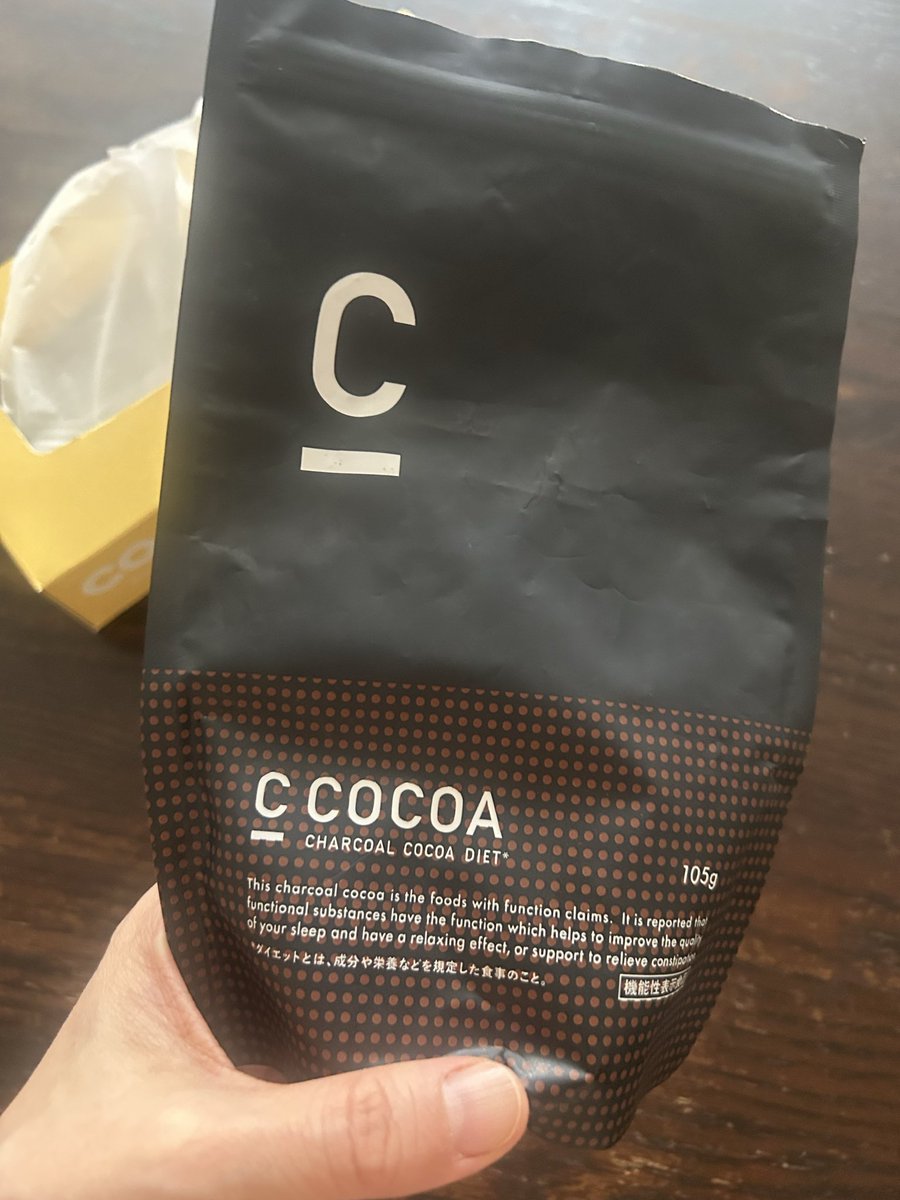 C
C COCOA
CHARCOAL COCOA DIET*
105g
This charcoal cocoa is the foods with function claims. It is reported that
functional substances have the function which helps to improve the quality
of your sleep and have a relaxing effect, or support to relieve constipation.
*ダイエットとは、成分や栄養などを規定した食事のこと。
機能性表示
CO